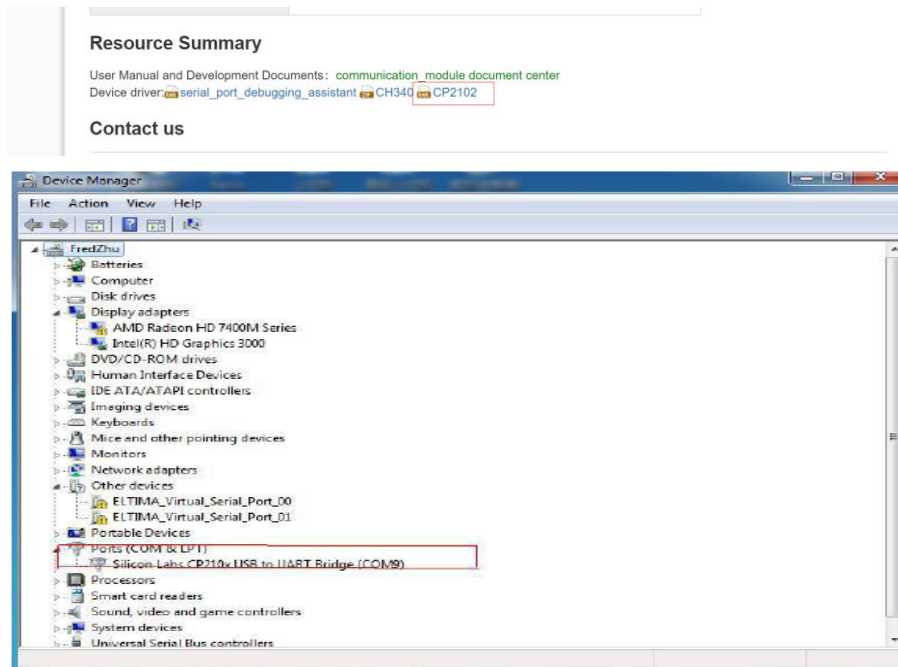 Resource Summary
User Manual and Development Documents: communication_module document center
Device driver: serial_port_debugging_assistant CH340 CP2102
Contact us
Device Manager
File Action View Help
FredZhu
Batteries
Computer
Disk drives
Display adapters
AMD Radeon HD 7400M Series
Intel(R) HD Graphics 3000
DVD/CD-ROM drives
Human Interface Devices
IDE ATA/ATAPI controllers
Imaging devices
Keyboards
Mice and other pointing devices
Monitors
Network adapters
Other devices
ELTIMA_Virtual_Serial_Port_00
ELTIMA_Virtual_Serial_Port_01
Portable Devices
Ports (COM & LPT)
Silicon Labs CP210x USB to UART Bridge (COM9)
Processors
Smart card readers
Sound, video and game controllers
System devices
Universal Serial Bus controllers